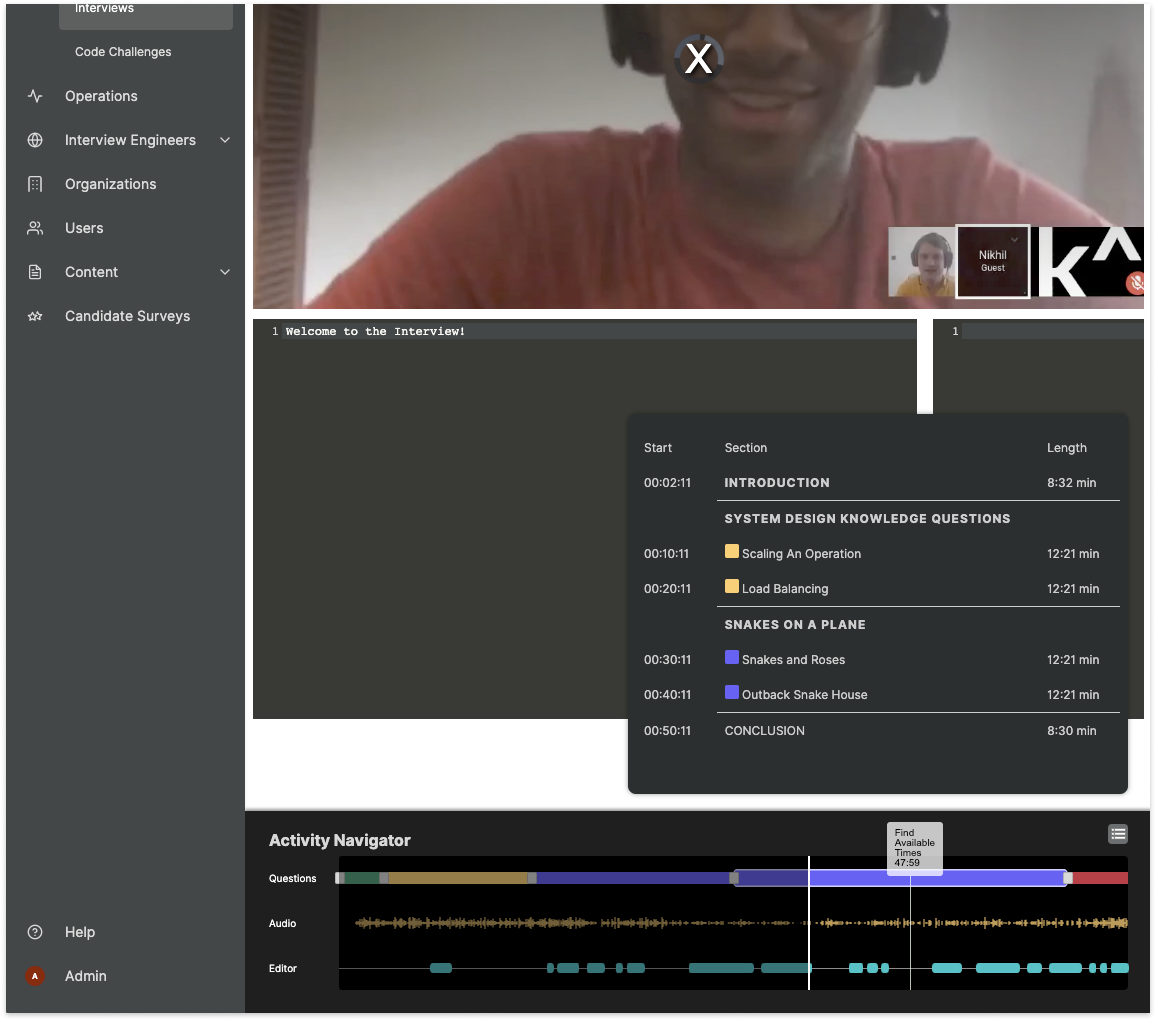 Interviews
Code Challenges
Operations
Interview Engineers
Organizations
Users
Content
Candidate Surveys
Help
A
Admin
X
Nikhil
Guest
K^
1 Welcome to the Interview!
1
Start Section Length
00:02:11 INTRODUCTION 8:32 min
SYSTEM DESIGN KNOWLEDGE QUESTIONS
00:10:11 Scaling An Operation 12:21 min
00:20:11 Load Balancing 12:21 min
SNAKES ON A PLANE
00:30:11 Snakes and Roses 12:21 min
00:40:11 Outback Snake House 12:21 min
00:50:11 CONCLUSION 8:30 min
Activity Navigator
Find
Available
Times
47:59
Questions
Audio
Editor